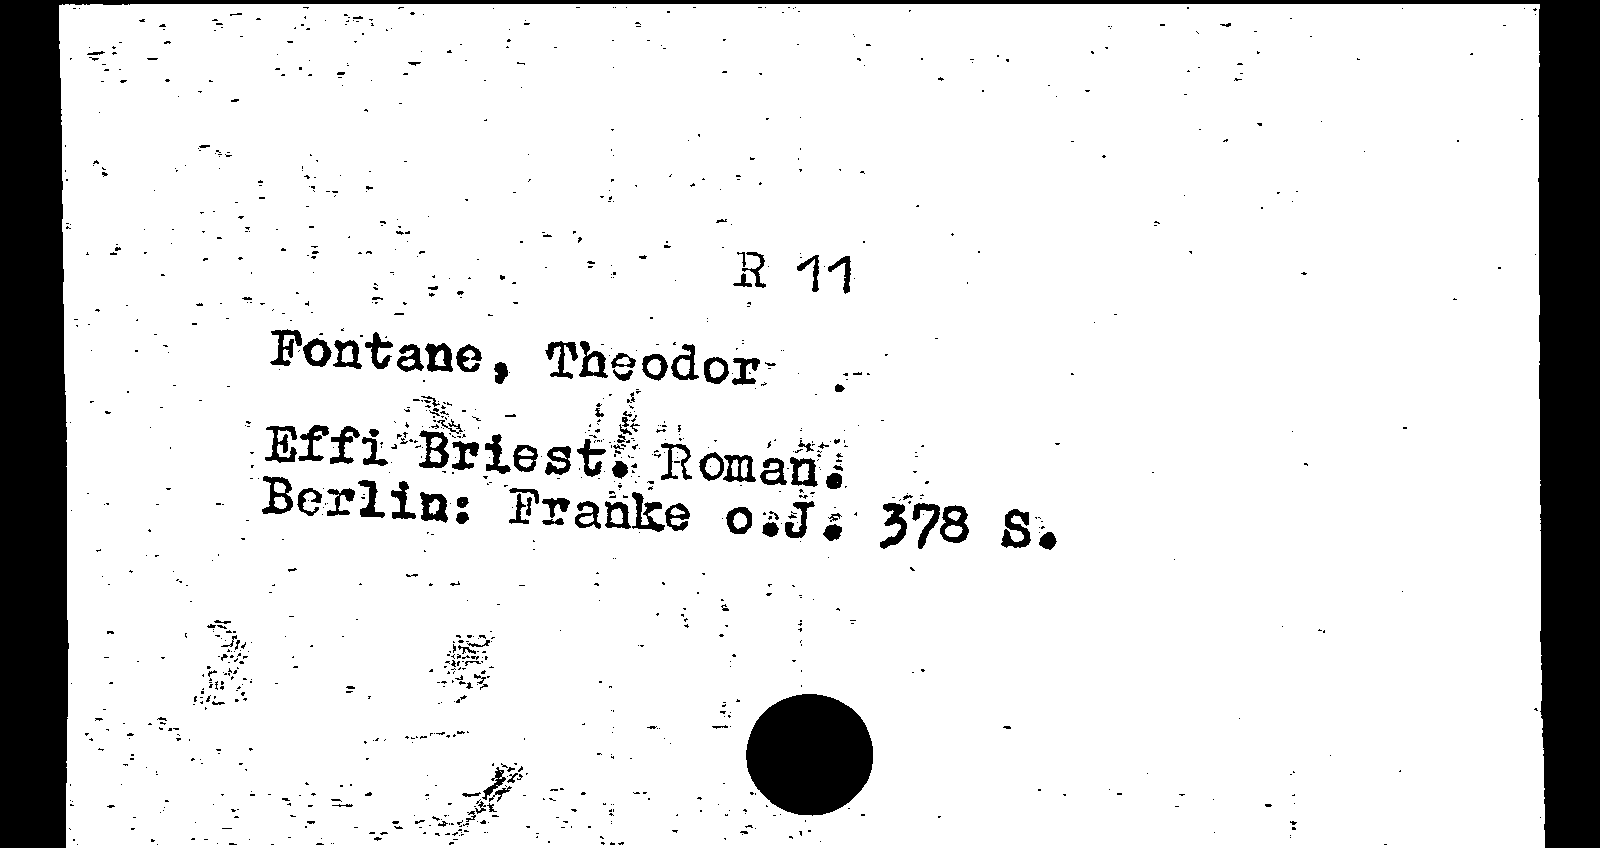 R 11
Fontane, Theodor
Effi Briest. Roman.
Berlin: Franke o.J. 378 S.